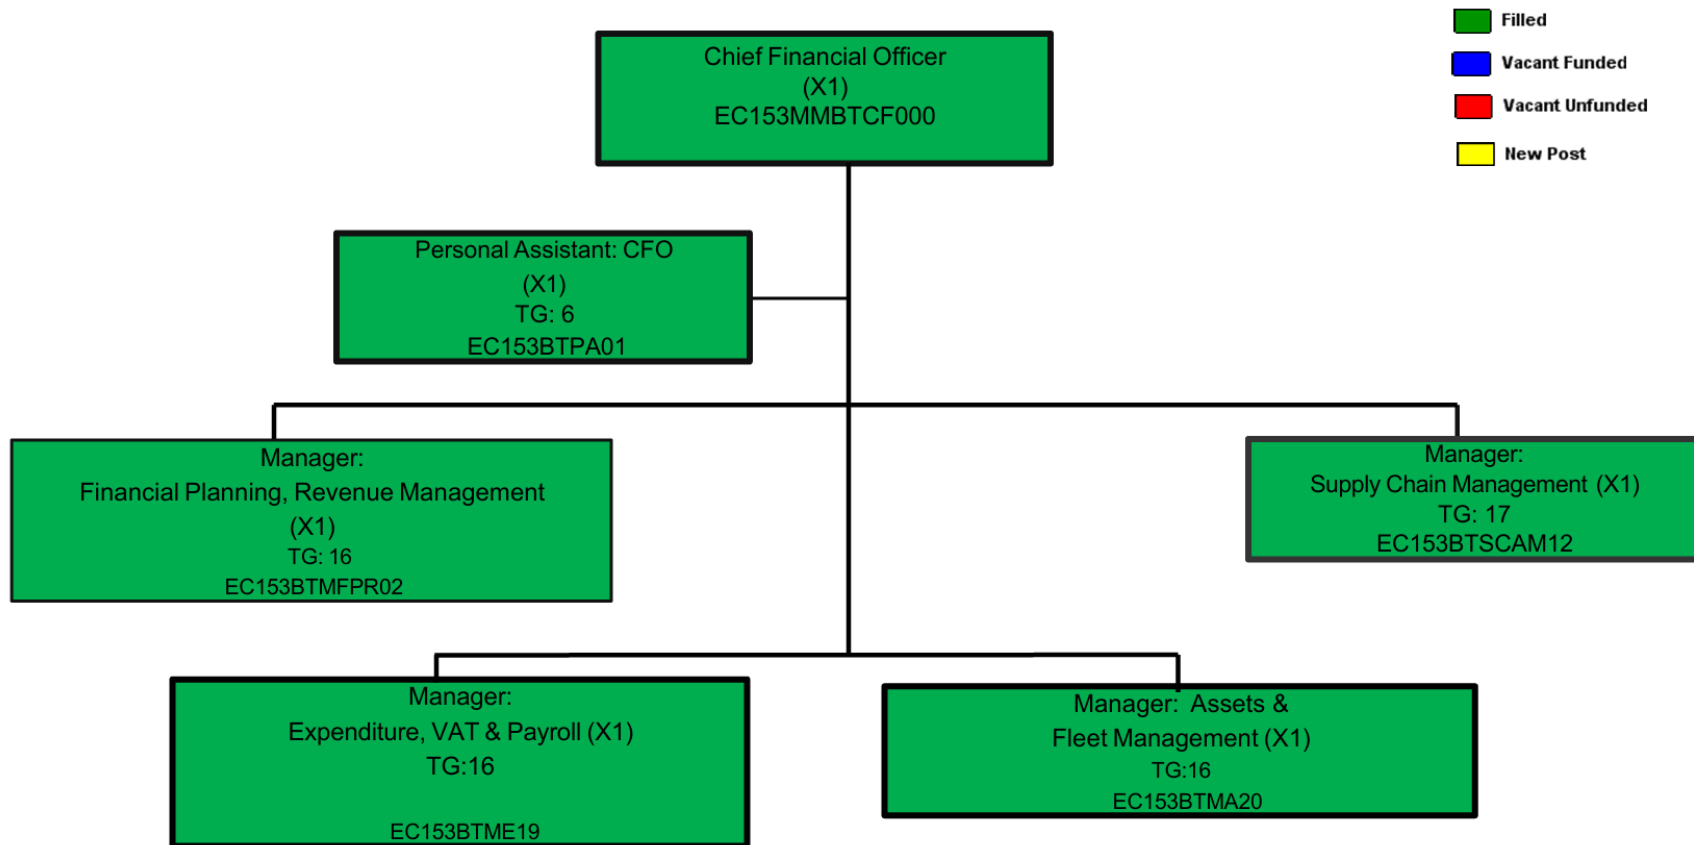 Filled
Vacant Funded
Vacant Unfunded
New Post
Chief Financial Officer
(X1)
EC153MMBTCF000
Personal Assistant: CFO
(X1)
TG: 6
EC153BTPA01
Manager:
Financial Planning, Revenue Management
(X1)
TG: 16
EC153BTMFPR02
Manager:
Supply Chain Management (X1)
TG: 17
EC153BTSCAM12
Manager:
Expenditure, VAT & Payroll (X1)
TG:16
EC153BTME19
Manager: Assets &
Fleet Management (X1)
TG:16
EC153BTMA20